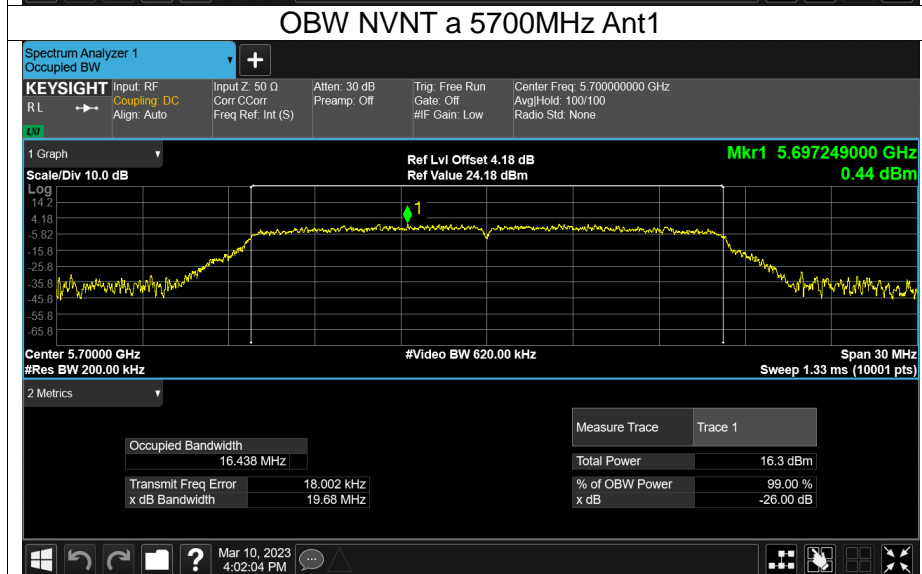 OBW NVNT a 5700MHz Ant1
Spectrum Analyzer 1
Occupied BW
+
KEYSIGHT Input: RF Input Z: 50 Ω Atten: 30 dB Trig: Free Run Center Freq: 5.700000000 GHz
R L Coupling: DC Corr CCorr Preamp: Off Gate: Off Avg|Hold: 100/100
Align: Auto Freq Ref: Int (S) #IF Gain: Low Radio Std: None
LXI
1 Graph Ref Lvl Offset 4.18 dB Mkr1 5.697249000 GHz
Scale/Div 10.0 dB Ref Value 24.18 dBm 0.44 dBm
Log
14.2
4.18
-5.82
-15.8
-25.8
-35.8
-45.8
-55.8
-65.8
1
Center 5.70000 GHz #Video BW 620.00 kHz Span 30 MHz
#Res BW 200.00 kHz Sweep 1.33 ms (10001 pts)
2 Metrics
Measure Trace Trace 1
Occupied Bandwidth
16.438 MHz Total Power 16.3 dBm
Transmit Freq Error 18.002 kHz % of OBW Power 99.00 %
x dB Bandwidth 19.68 MHz x dB -26.00 dB
? Mar 10, 2023
4:02:04 PM